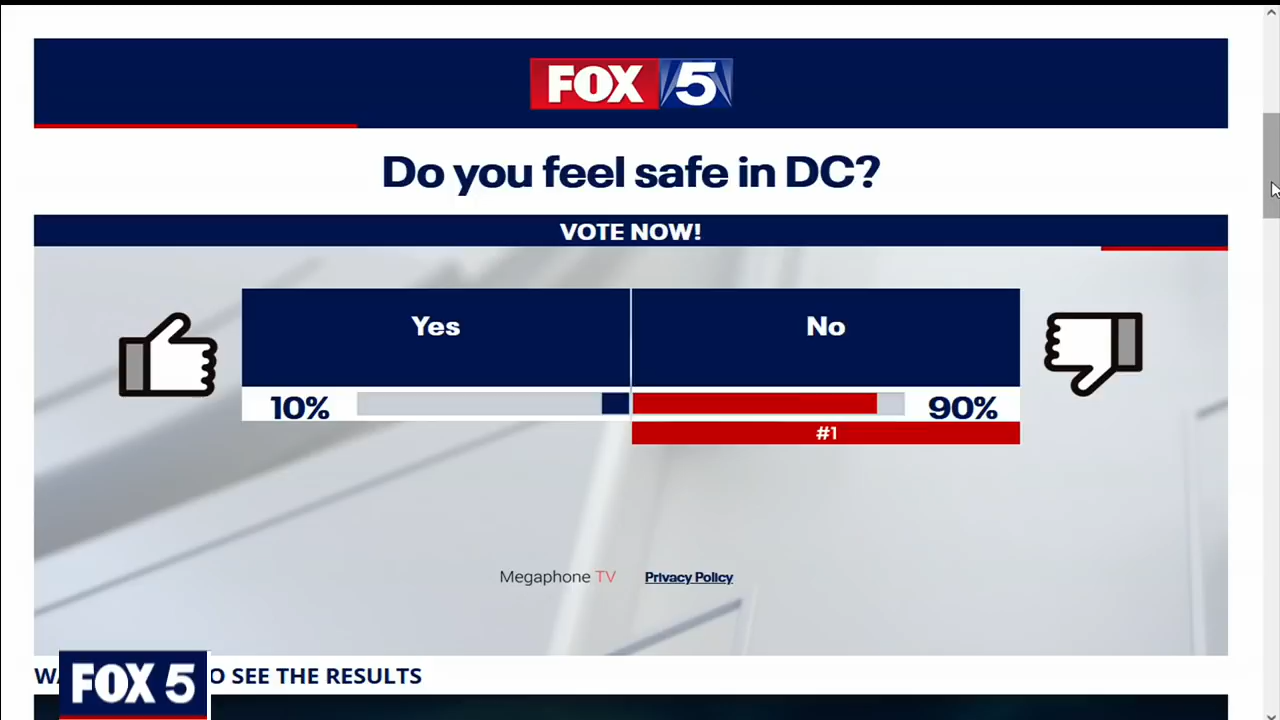 FOX 5
Do you feel safe in DC?
VOTE NOW!
Yes
No
10%
90%
#1
Megaphone TV
Privacy Policy
O SEE THE RESULTS
FOX 5